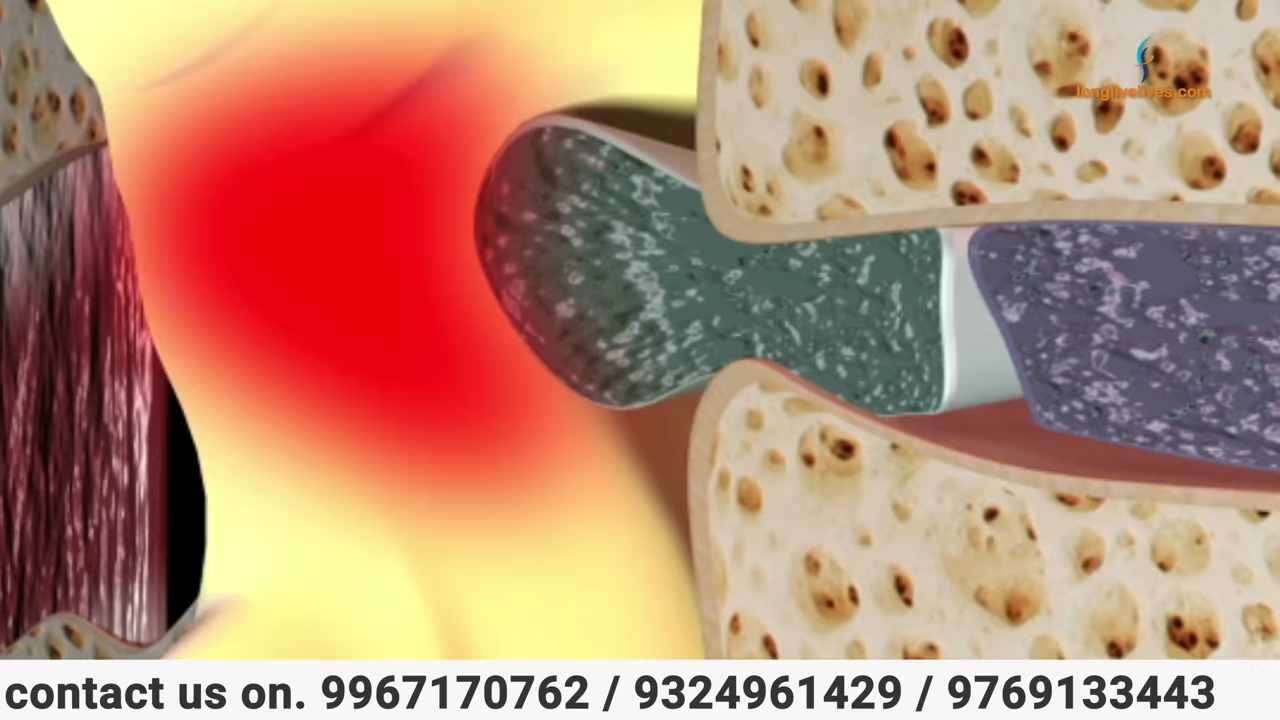 longlivelives.com
contact us on. 9967170762 / 9324961429 / 9769133443